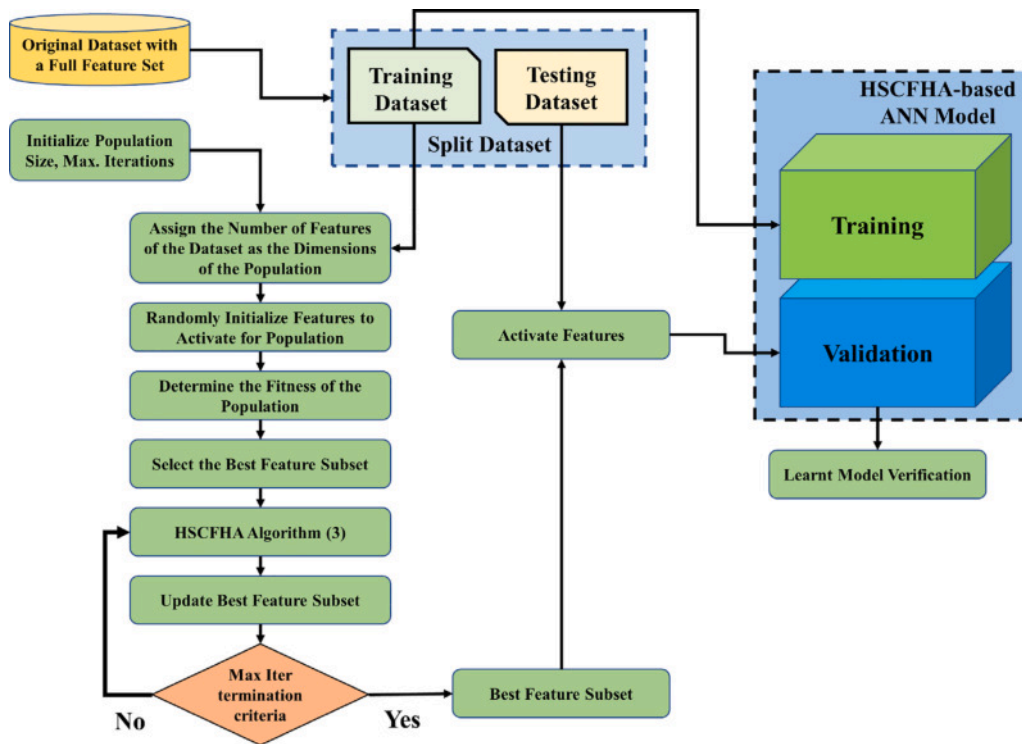 Original Dataset with
a Full Feature Set
Training
Dataset
Testing
Dataset
Split Dataset
HSCFHA-based
ANN Model
Training
Validation
Learnt Model Verification
Initialize Population
Size, Max. Iterations
Assign the Number of Features
of the Dataset as the Dimensions
of the Population
Randomly Initialize Features to
Activate for Population
Determine the Fitness of the
Population
Select the Best Feature Subset
HSCFHA Algorithm (3)
Update Best Feature Subset
Max Iter
termination
criteria
No
Yes
Best Feature Subset
Activate Features